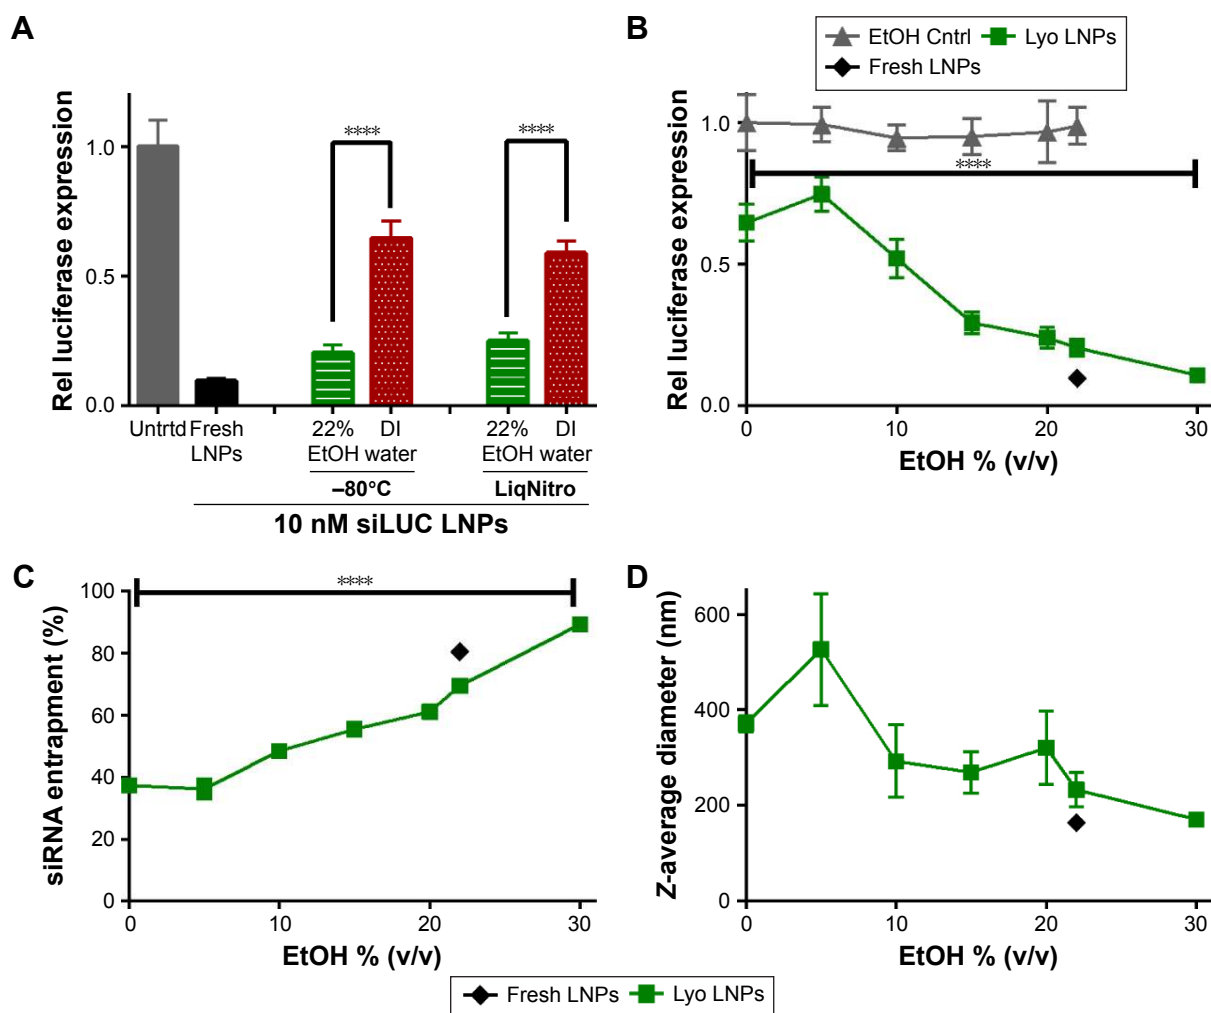 A
Rel luciferase expression
1.0
0.5
0.0
****
****
Untrtd Fresh LNPs
22% EtOH DI water
22% EtOH DI water
–80°C
LiqNitro
10 nM siLUC LNPs
B
EtOH Cntrl Lyo LNPs
Fresh LNPs
Rel luciferase expression
1.0
0.5
0.0
****
0 10 20 30
EtOH % (v/v)
C
siRNA entrapment (%)
100
80
60
40
20
0
****
0 10 20 30
EtOH % (v/v)
D
Z-average diameter (nm)
600
400
200
0
0 10 20 30
EtOH % (v/v)
Fresh LNPs Lyo LNPs